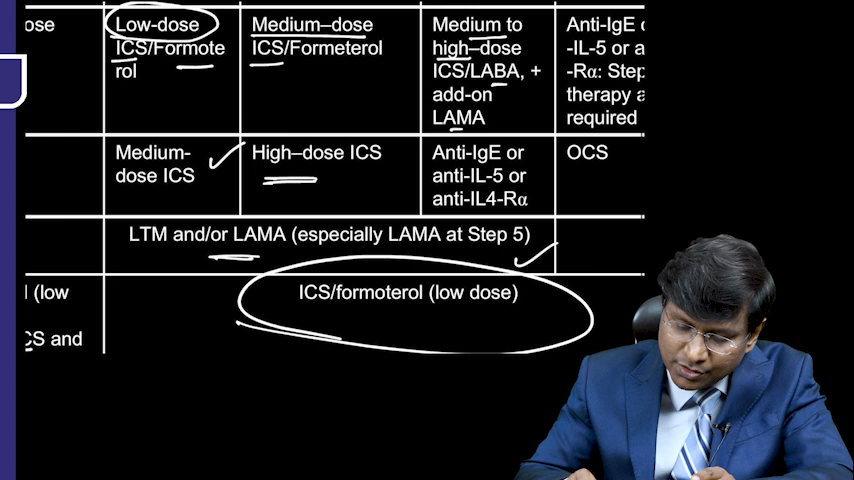 ose
Low-dose
ICS/Formote
rol
Medium–dose
ICS/Formeterol
Medium to
high–dose
ICS/LABA, +
add-on
LAMA
Anti-IgE
-IL-5 or a
-Rα: Step
therapy a
required
Medium-
dose ICS
High–dose ICS
Anti-IgE or
anti-IL-5 or
anti-IL4-Rα
OCS
LTM and/or LAMA (especially LAMA at Step 5)
(low
CS and
ICS/formoterol (low dose)